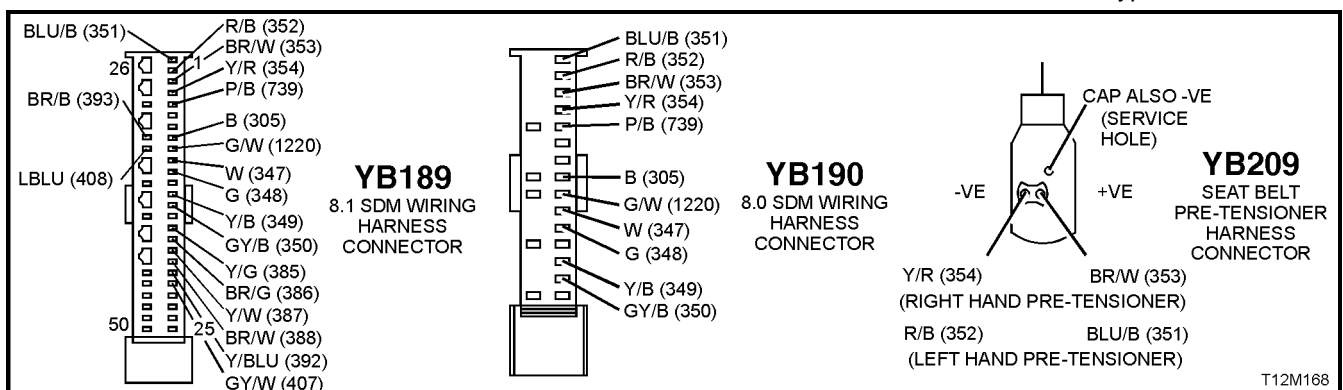 BLU/B (351)
R/B (352)
BR/W (353)
Y/R (354)
P/B (739)
B (305)
G/W (1220)
W (347)
G (348)
Y/B (349)
GY/B (350)
Y/G (385)
BR/G (386)
Y/W (387)
BR/W (388)
Y/BLU (392)
GY/W (407)
26
1
BR/B (393)
LBLU (408)
50
25
YB189
8.1 SDM WIRING
HARNESS
CONNECTOR
BLU/B (351)
R/B (352)
BR/W (353)
Y/R (354)
P/B (739)
B (305)
G/W (1220)
W (347)
G (348)
Y/B (349)
GY/B (350)
YB190
8.0 SDM WIRING
HARNESS
CONNECTOR
CAP ALSO -VE
(SERVICE
HOLE)
-VE
+VE
Y/R (354)
BR/W (353)
(RIGHT HAND PRE-TENSIONER)
R/B (352)
BLU/B (351)
(LEFT HAND PRE-TENSIONER)
YB209
SEAT BELT
PRE-TENSIONER
HARNESS
CONNECTOR
T12M168